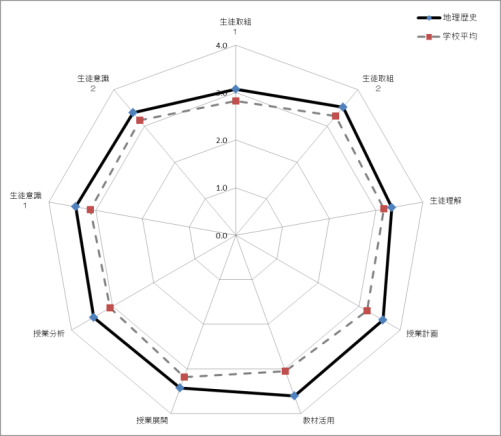 生徒取組
1
地理歴史
学校平均
4.0
生徒意識
2
生徒取組
2
3.0
2.0
生徒意識
1
生徒理解
1.0
0.0
授業分析
授業計画
授業展開
教材活用